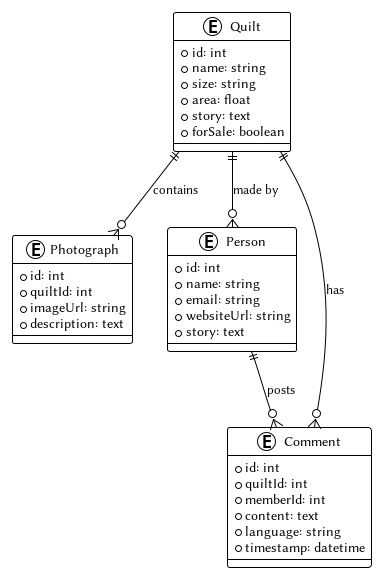 E Quilt
id: int
name: string
size: string
area: float
story: text
forSale: boolean
contains
made by
has
E Photograph
id: int
quiltId: int
imageUrl: string
description: text
E Person
id: int
name: string
email: string
websiteUrl: string
story: text
posts
E Comment
id: int
quiltId: int
memberId: int
content: text
language: string
timestamp: datetime